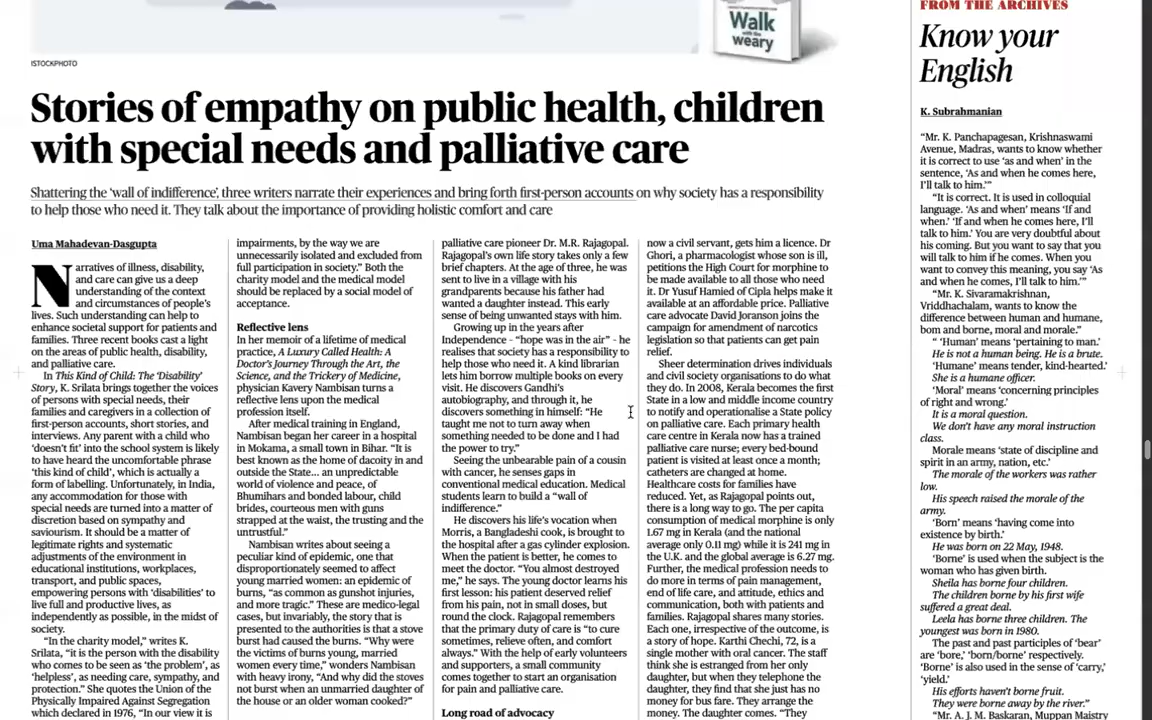 Walk
with the
weary
ISTOCKPHOTO
Stories of empathy on public health, children
with special needs and palliative care
Shattering the ‘wall of indifference’, three writers narrate their experiences and bring forth first-person accounts on why society has a responsibility
to help those who need it. They talk about the importance of providing holistic comfort and care
Uma Mahadevan-Dasgupta
Narratives of illness, disability,
and care can give us a deep
understanding of the context
and circumstances of people’s
lives. Such understanding can help to
enhance societal support for patients and
families. Three recent books cast a light
on the areas of public health, disability,
and palliative care.
In This Kind of Child: The ‘Disability’
Story, K. Srilata brings together the voices
of persons with special needs, their
families and caregivers in a collection of
first-person accounts, short stories, and
interviews. Any parent with a child who
‘doesn’t fit’ into the school system is likely
to have heard the uncomfortable phrase
‘this kind of child’, which is actually a
form of labelling. Unfortunately, in India,
any accommodation for those with
special needs are turned into a matter of
discretion based on sympathy and
saviourism. It should be a matter of
legitimate rights and systematic
adjustments of the environment in
educational institutions, workplaces,
transport, and public spaces,
empowering persons with ‘disabilities’ to
live full and productive lives, as
independently as possible, in the midst of
society.
“In the charity model,” writes K.
Srilata, “it is the person with the disability
who comes to be seen as ‘the problem’, as
‘helpless’, as needing care, sympathy, and
protection.” She quotes the Union of the
Physically Impaired Against Segregation
which declared in 1976, “In our view it is
impairments, by the way we are
unnecessarily isolated and excluded from
full participation in society.” Both the
charity model and the medical model
should be replaced by a social model of
acceptance.
Reflective lens
In her memoir of a lifetime of medical
practice, A Luxury Called Health: A
Doctor’s Journey Through the Art, the
Science, and the Trickery of Medicine,
physician Kavery Nambisan turns a
reflective lens upon the medical
profession itself.
After medical training in England,
Nambisan began her career in a hospital
in Mokama, a small town in Bihar. “It is
best known as the home of dacoity in and
outside the State... an unpredictable
world of violence and peace, of
Bhumihars and bonded labour, child
brides, courteous men with guns
strapped at the waist, the trusting and the
untrustful.”
Nambisan writes about seeing a
peculiar kind of epidemic, one that
disproportionately seemed to affect
young married women: an epidemic of
burns, “as common as gunshot injuries,
and more tragic.” These are medico-legal
cases, but invariably, the story that is
presented to the authorities is that a stove
burst had caused the burns. “Why were
the victims of burns young, married
women every time,” wonders Nambisan
with heavy irony, “And why did the stoves
not burst when an unmarried daughter of
the house or an older woman cooked?”
palliative care pioneer Dr. M.R. Rajagopal.
Rajagopal’s own life story takes only a few
brief chapters. At the age of three, he was
sent to live in a village with his
grandparents because his father had
wanted a daughter instead. This early
sense of being unwanted stays with him.
Growing up in the years after
Independence - “hope was in the air” - he
realises that society has a responsibility to
help those who need it. A kind librarian
lets him borrow multiple books on every
visit. He discovers Gandhi’s
autobiography, and through it, he
discovers something in himself: “He
taught me not to turn away when
something needed to be done and I had
the power to try.”
Seeing the unbearable pain of a cousin
with cancer, he senses gaps in
conventional medical education. Medical
students learn to build a “wall of
indifference.”
He discovers his life’s vocation when
Morris, a Bangladeshi cook, is brought to
the hospital after a gas cylinder explosion.
When the patient is better, he comes to
meet the doctor. “You almost destroyed
me,” he says. The young doctor learns his
first lesson: his patient deserved relief
from his pain, not in small doses, but
round the clock. Rajagopal remembers
that the primary duty of care is “to cure
sometimes, relieve often, and comfort
always.” With the help of early volunteers
and supporters, a small community
comes together to start an organisation
for pain and palliative care.
Long road of advocacy
now a civil servant, gets him a licence. Dr
Ghori, a pharmacologist whose son is ill,
petitions the High Court for morphine to
be made available to all those who need
it. Dr Yusuf Hamied of Cipla helps make it
available at an affordable price. Palliative
care advocate David Joranson joins the
campaign for amendment of narcotics
legislation so that patients can get pain
relief.
Sheer determination drives individuals
and civil society organisations to do what
they do. In 2008, Kerala becomes the first
State in a low and middle income country
to notify and operationalise a State policy
on palliative care. Each primary health
care centre in Kerala now has a trained
palliative care nurse; every bed-bound
patient is visited at least once a month;
catheters are changed at home.
Healthcare costs for families have
reduced. Yet, as Rajagopal points out,
there is a long way to go. The per capita
consumption of medical morphine is only
1.67 mg in Kerala (and the national
average only 0.11 mg) while it is 241 mg in
the U.K. and the global average is 6.27 mg.
Further, the medical profession needs to
do more in terms of pain management,
end of life care, and attitude, ethics and
communication, both with patients and
families. Rajagopal shares many stories.
Each one, irrespective of the outcome, is
a story of hope. Karthi Chechi, 72, is a
single mother with oral cancer. The staff
think she is estranged from her only
daughter, but when they telephone the
daughter, they find that she just has no
money for bus fare. They arrange the
money. The daughter comes. “They
FROM THE ARCHIVES
Know your
English
K. Subrahmanian
“Mr. K. Panchapagesan, Krishnaswami
Avenue, Madras, wants to know whether
it is correct to use ‘as and when’ in the
sentence, ‘As and when he comes here,
I’ll talk to him.’”
“It is correct. It is used in colloquial
language. ‘As and when’ means ‘If and
when.’ ‘If and when he comes here, I’ll
talk to him.’ You are very doubtful about
his coming. But you want to say that you
will talk to him if he comes. When you
want to convey this meaning, you say ‘As
and when he comes, I’ll talk to him.’”
“Mr. K. Sivaramakrishnan,
Vriddhachalam, wants to know the
difference between human and humane,
born and borne, moral and morale.”
“ ‘Human’ means ‘pertaining to man.’
He is not a human being. He is a brute.
‘Humane’ means tender, kind-hearted.’
She is a humane officer.
‘Moral’ means ‘concerning principles
of right and wrong.’
It is a moral question.
We don’t have any moral instruction
class.
Morale means ‘state of discipline and
spirit in an army, nation, etc.’
The morale of the workers was rather
low.
His speech raised the morale of the
army.
‘Born’ means ‘having come into
existence by birth.’
He was born on 22 May, 1948.
‘Borne’ is used when the subject is the
woman who has given birth.
Sheila has borne four children.
The children borne by his first wife
suffered a great deal.
Leela has borne three children. The
youngest was born in 1980.
The past and past participles of ‘bear’
are ‘bore,’ ‘born/borne’ respectively.
‘Borne’ is also used in the sense of ‘carry,’
‘yield.’
His efforts haven’t borne fruit.
They were borne away by the river.”
“Mr. A. J. M. Baskaran, Muppan Maistry